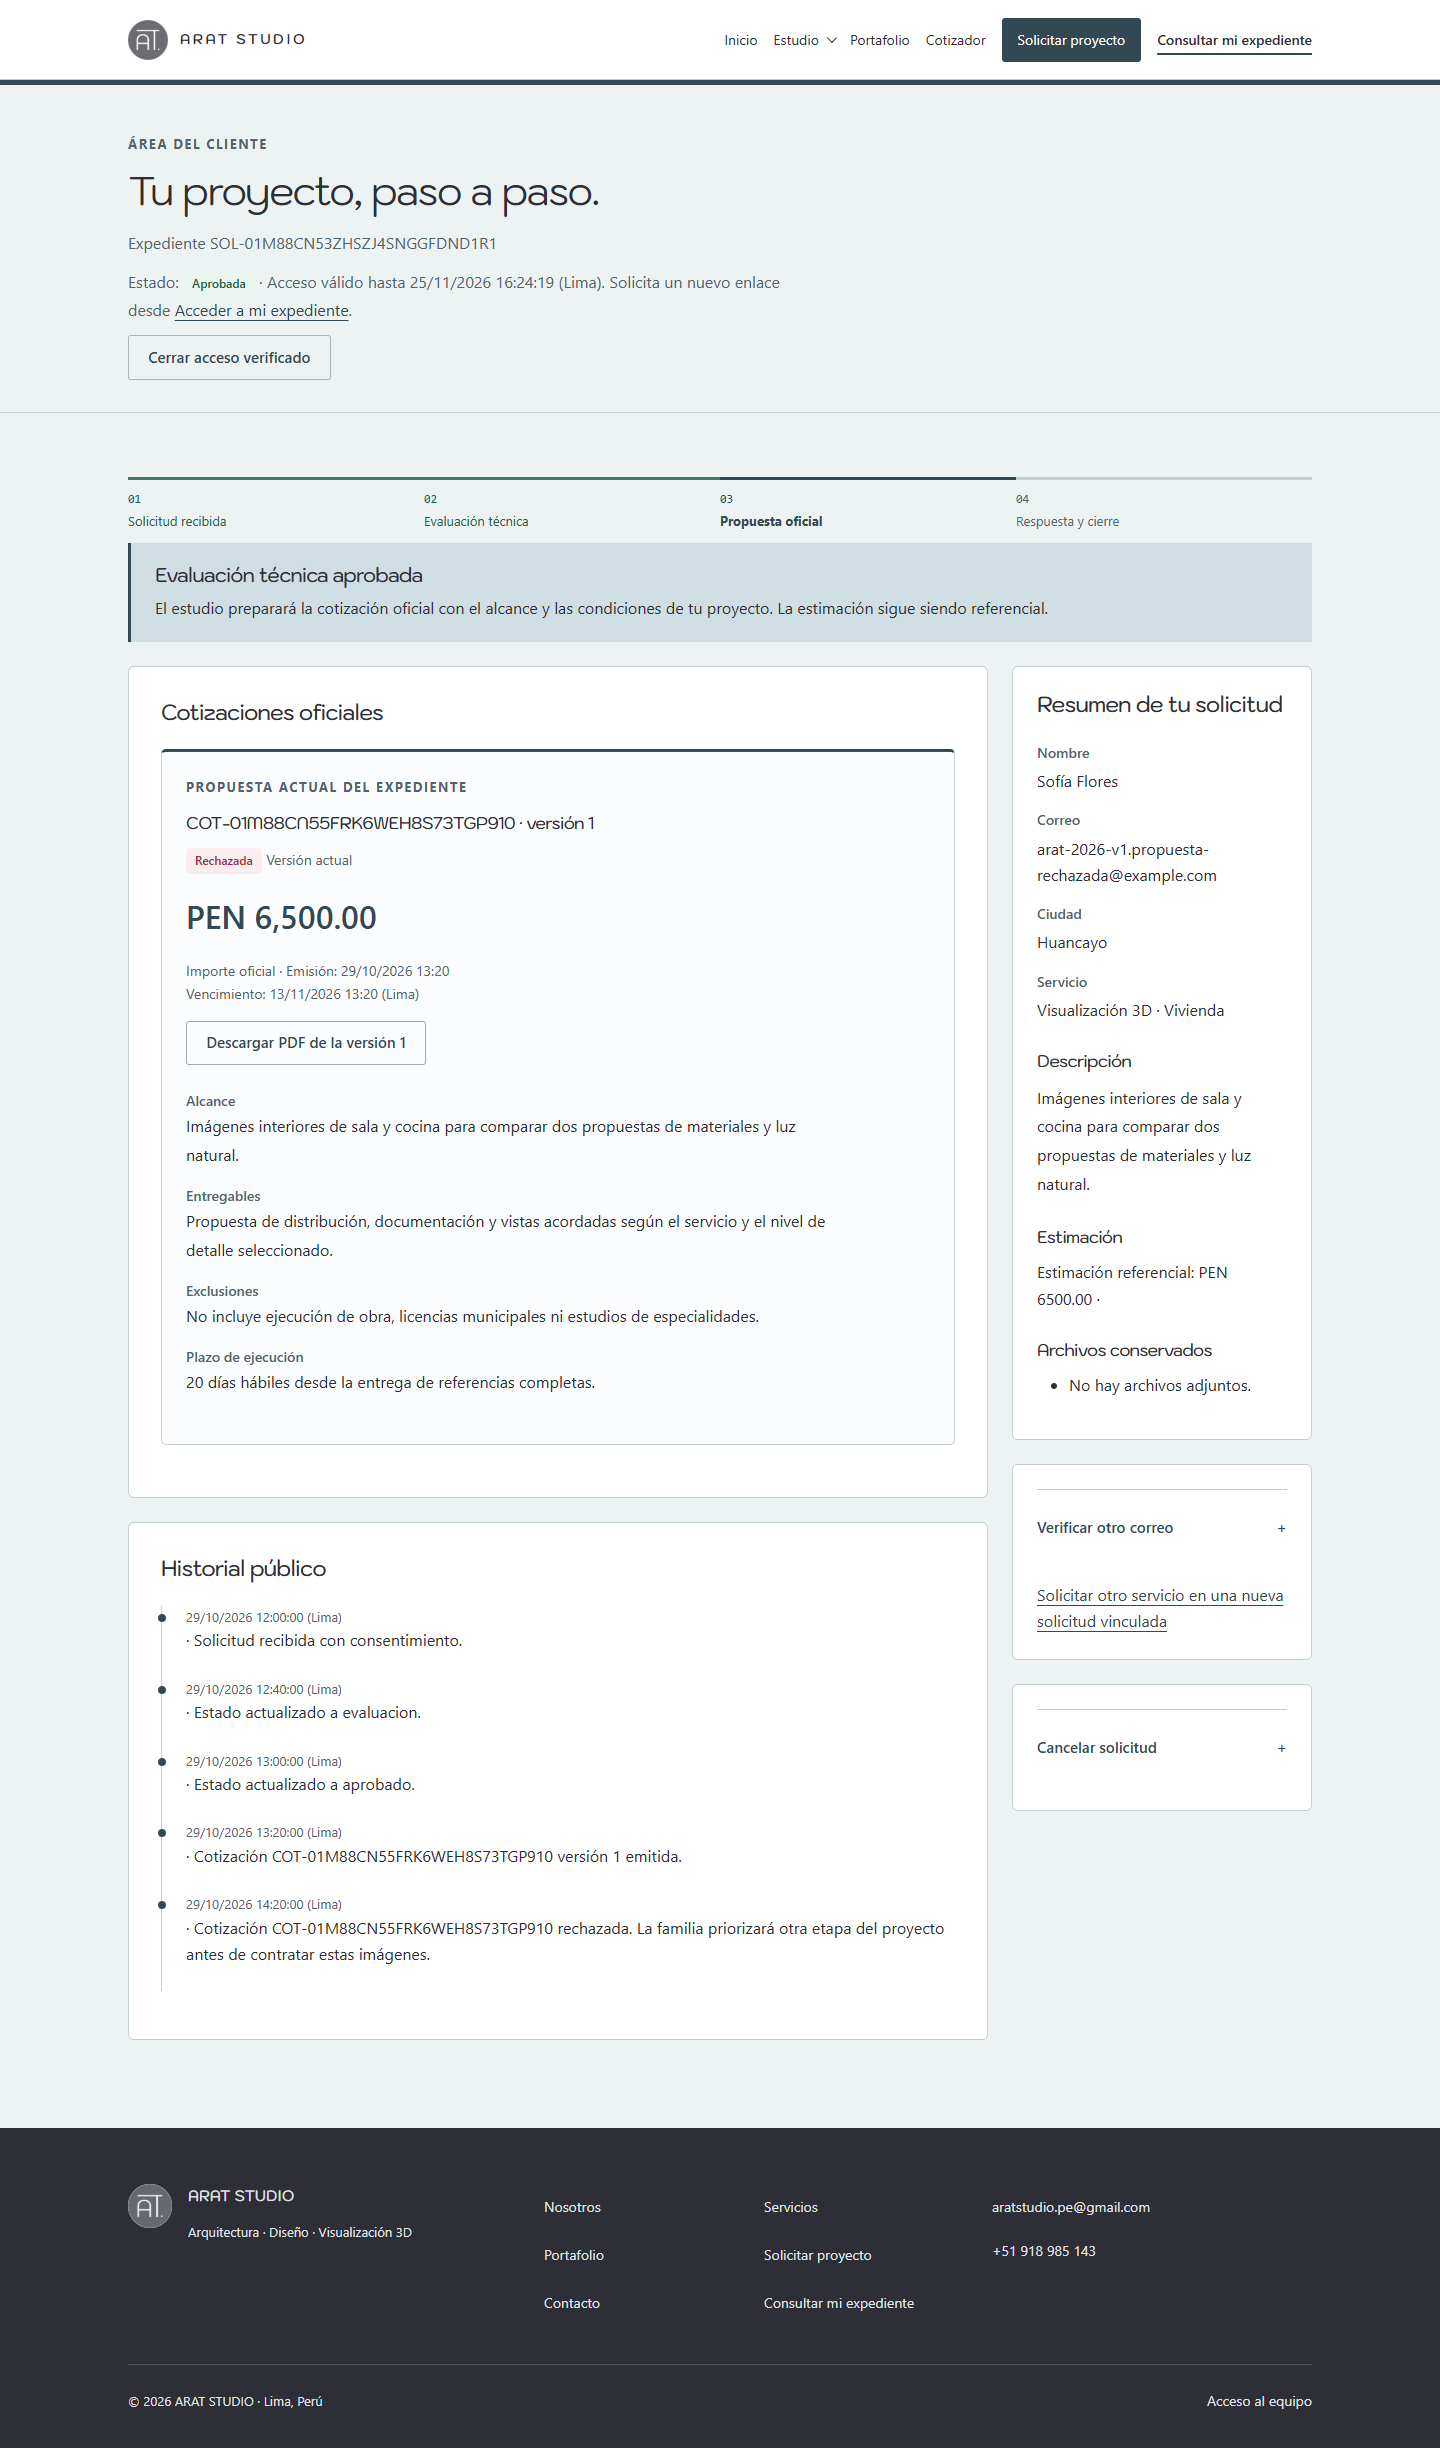 AT.
ARAT STUDIO
Inicio
Estudio
Portafolio
Cotizador
Solicitar proyecto
Consultar mi expediente
ÁREA DEL CLIENTE
Tu proyecto, paso a paso.
Expediente SOL-01M88CN53ZHSZJ4SNGGFDND1R1
Estado: Aprobada · Acceso válido hasta 25/11/2026 16:24:19 (Lima). Solicita un nuevo enlace
desde Acceder a mi expediente.
Cerrar acceso verificado
01
Solicitud recibida
02
Evaluación técnica
03
Propuesta oficial
04
Respuesta y cierre
Evaluación técnica aprobada
El estudio preparará la cotización oficial con el alcance y las condiciones de tu proyecto. La estimación sigue siendo referencial.
Cotizaciones oficiales
PROPUESTA ACTUAL DEL EXPEDIENTE
COT-01M88CN55FRK6WEH8S73TGP910 · versión 1
Rechazada Versión actual
PEN 6,500.00
Importe oficial · Emisión: 29/10/2026 13:20
Vencimiento: 13/11/2026 13:20 (Lima)
Descargar PDF de la versión 1
Alcance
Imágenes interiores de sala y cocina para comparar dos propuestas de materiales y luz
natural.
Entregables
Propuesta de distribución, documentación y vistas acordadas según el servicio y el nivel de
detalle seleccionado.
Exclusiones
No incluye ejecución de obra, licencias municipales ni estudios de especialidades.
Plazo de ejecución
20 días hábiles desde la entrega de referencias completas.
Resumen de tu solicitud
Nombre
Sofía Flores
Correo
arat-2026-v1.propuesta-
rechazada@example.com
Ciudad
Huancayo
Servicio
Visualización 3D · Vivienda
Descripción
Imágenes interiores de sala y
cocina para comparar dos
propuestas de materiales y luz
natural.
Estimación
Estimación referencial: PEN
6500.00 ·
Archivos conservados
• No hay archivos adjuntos.
Verificar otro correo +
Solicitar otro servicio en una nueva
solicitud vinculada
Cancelar solicitud +
Historial público
29/10/2026 12:00:00 (Lima)
· Solicitud recibida con consentimiento.
29/10/2026 12:40:00 (Lima)
· Estado actualizado a evaluacion.
29/10/2026 13:00:00 (Lima)
· Estado actualizado a aprobado.
29/10/2026 13:20:00 (Lima)
· Cotización COT-01M88CN55FRK6WEH8S73TGP910 versión 1 emitida.
29/10/2026 14:20:00 (Lima)
· Cotización COT-01M88CN55FRK6WEH8S73TGP910 rechazada. La familia priorizará otra etapa del proyecto
antes de contratar estas imágenes.
AT.
ARAT STUDIO
Arquitectura · Diseño · Visualización 3D
Nosotros
Portafolio
Contacto
Servicios
Solicitar proyecto
Consultar mi expediente
aratstudio.pe@gmail.com
+51 918 985 143
© 2026 ARAT STUDIO · Lima, Perú
Acceso al equipo